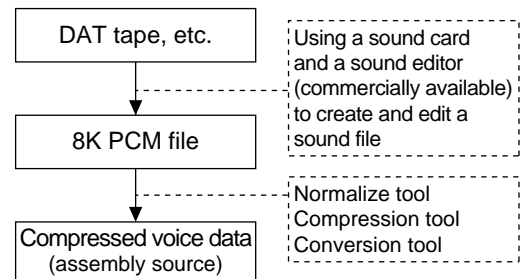 DAT tape, etc.
Using a sound card
and a sound editor
(commercially available)
to create and edit a
sound file
8K PCM file
Normalize tool
Compression tool
Conversion tool
Compressed voice data
(assembly source)